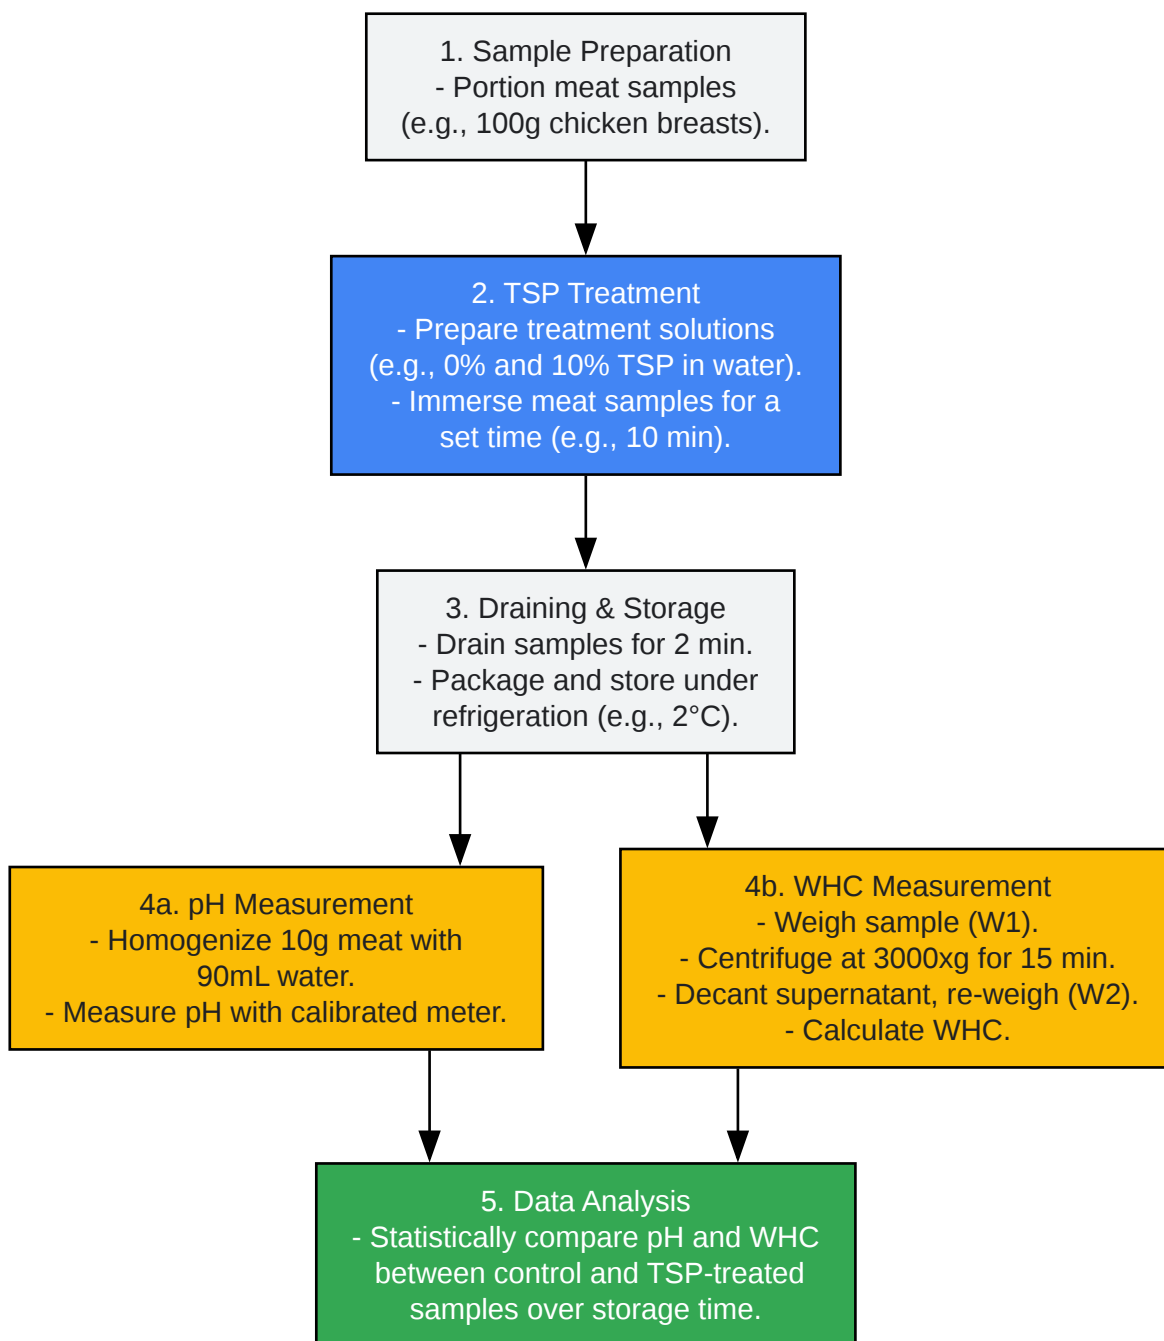 1. Sample Preparation
- Portion meat samples
(e.g., 100g chicken breasts).
2. TSP Treatment
- Prepare treatment solutions
(e.g., 0% and 10% TSP in water).
- Immerse meat samples for a
set time (e.g., 10 min).
3. Draining & Storage
- Drain samples for 2 min.
- Package and store under
refrigeration (e.g., 2°C).
4a. pH Measurement
- Homogenize 10g meat with
90mL water.
- Measure pH with calibrated meter.
4b. WHC Measurement
- Weigh sample (W1).
- Centrifuge at 3000xg for 15 min.
- Decant supernatant, re-weigh (W2).
- Calculate WHC.
5. Data Analysis
- Statistically compare pH and WHC
between control and TSP-treated
samples over storage time.